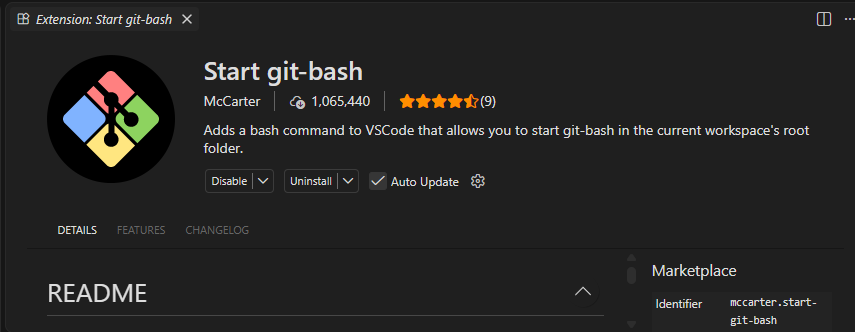 Extension: Start git-bash
Start git-bash
McCarter 1,065,440 (9)
Adds a bash command to VSCode that allows you to start git-bash in the current workspace's root
folder.
Disable Uninstall Auto Update
DETAILS FEATURES CHANGELOG
README
Marketplace
Identifier mccarter.start-
git-bash